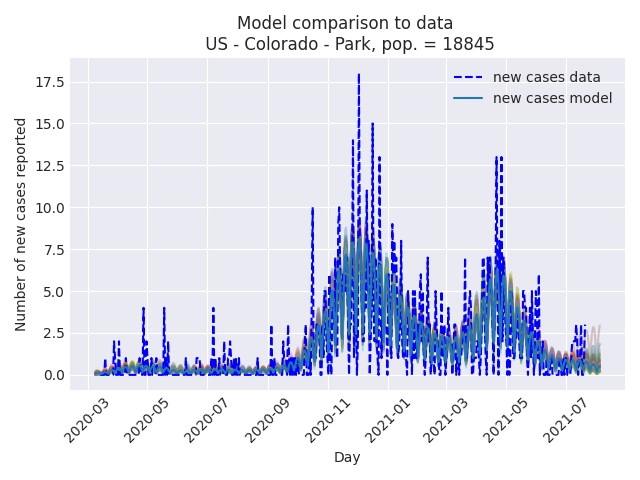 Model comparison to data
US - Colorado - Park, pop. = 18845
new cases data
new cases model
17.5
15.0
12.5
10.0
7.5
5.0
2.5
0.0
Number of new cases reported
2020-03
2020-05
2020-07
2020-09
2020-11
2021-01
2021-03
2021-05
2021-07
Day